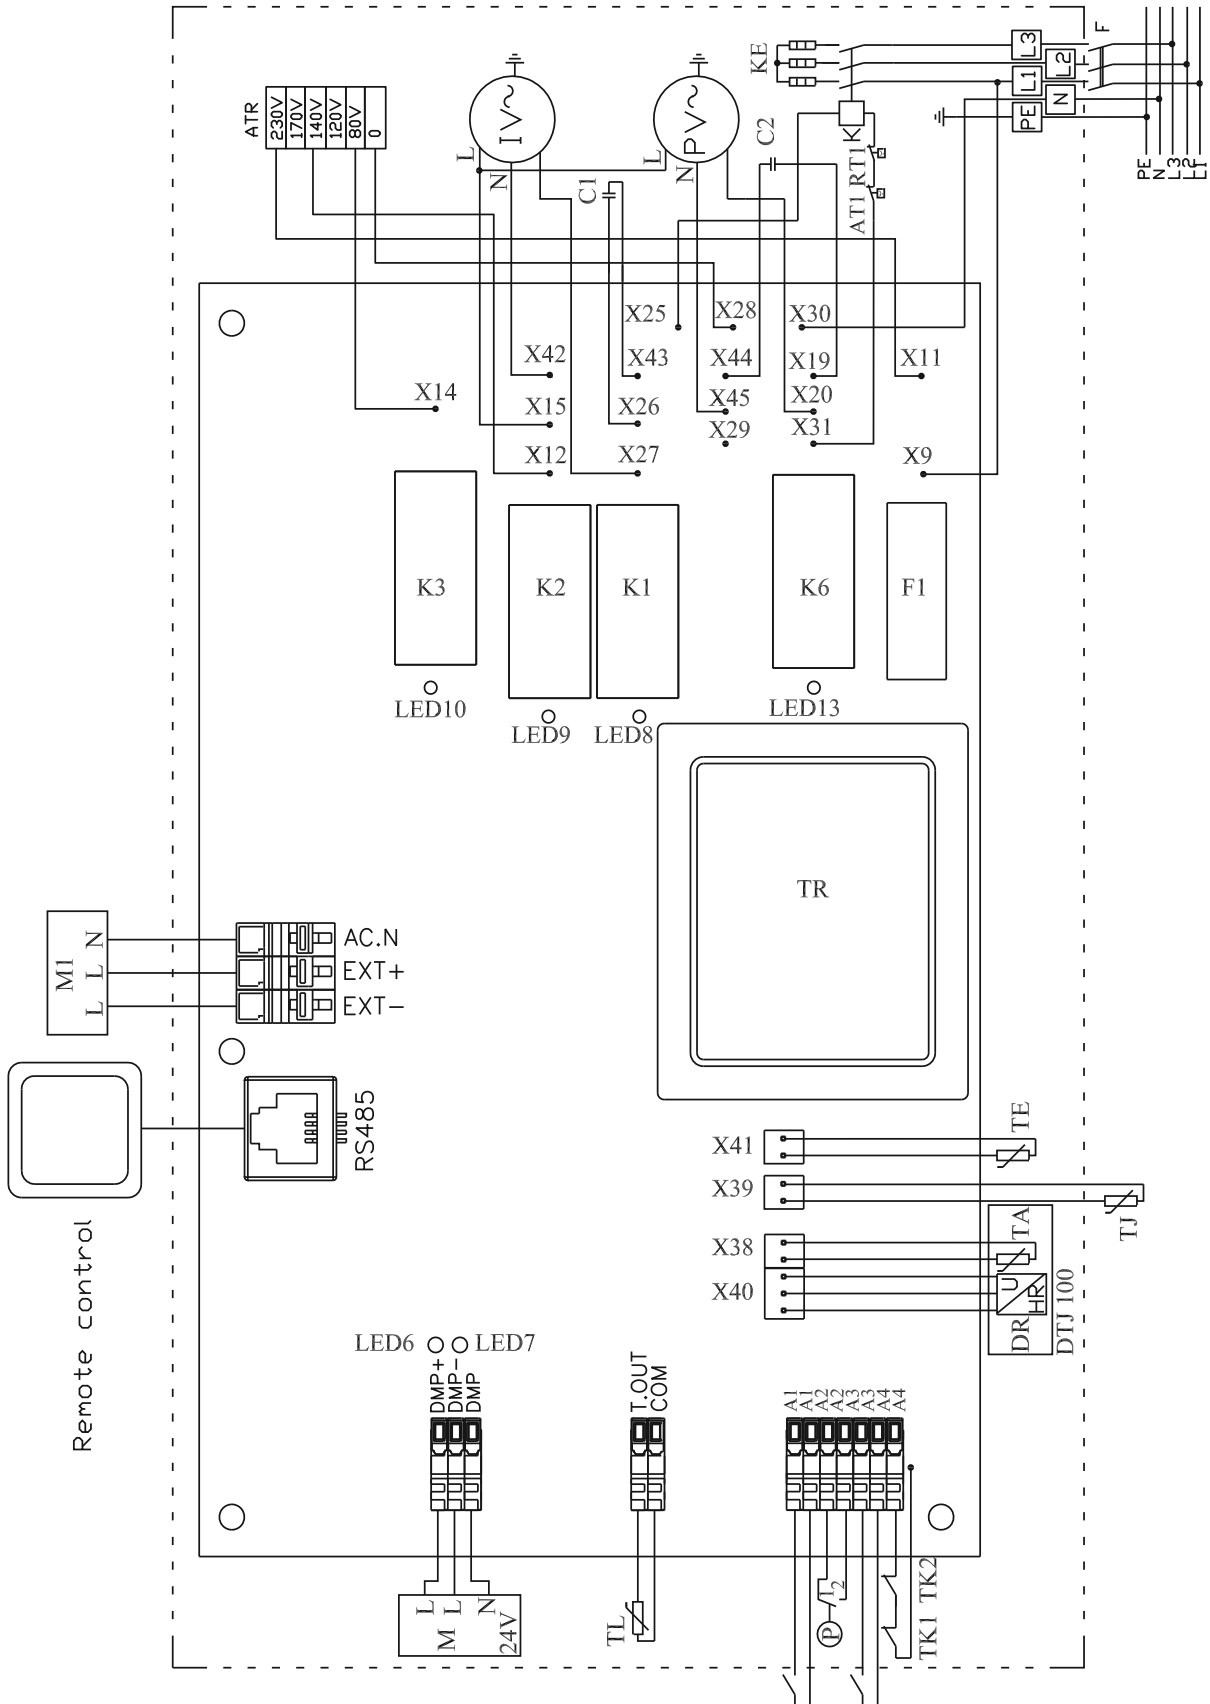 F
PE
N
L3
L2
L1
L3
L2
L1
N
PE
KE
K
RT1
AT1
C2
C1
ATR
230V
170V
140V
120V
80V
0
IV~
L
N
PV~
L
N
X25
X28
X30
X42
X43
X44
X19
X11
X14
X15
X26
X45
X20
X29
X31
X12
X27
X9
K3
K2
K1
K6
F1
LED10
LED9
LED8
LED13
TR
M1
N
L
L
AC.N
EXT+
EXT-
RS485
Remote control
X41
TE
X39
TJ
X38
TA
X40
U
HR
DR
DTJ 100
LED6
LED7
DMP+
DMP-
DMP
T.OUT
COM
A1
A1
A2
A2
A3
A3
A4
A4
L
M L
N
24V
TL
P
1
2
TK1 TK2